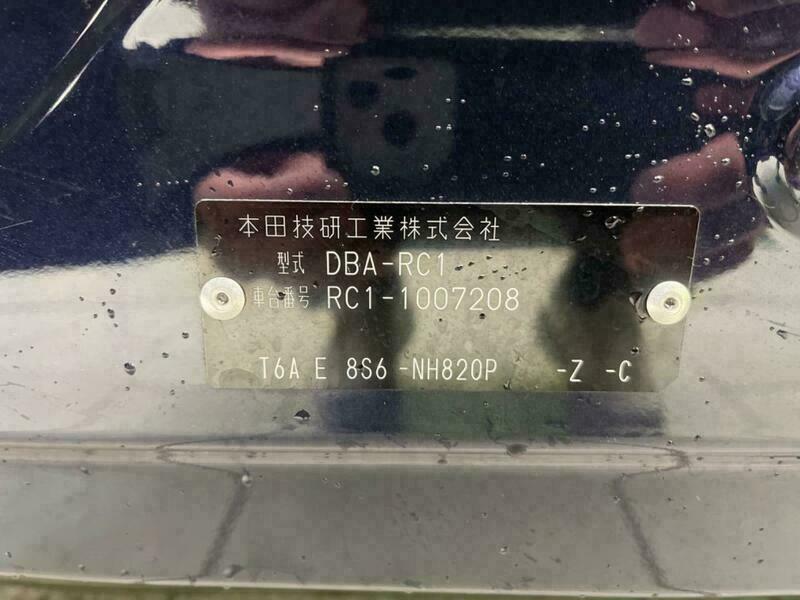 本田技研工業株式会社
型式 DBA-RC1
車台番号 RC1-1007208
T6A E 8S6 -NH820P -Z -C